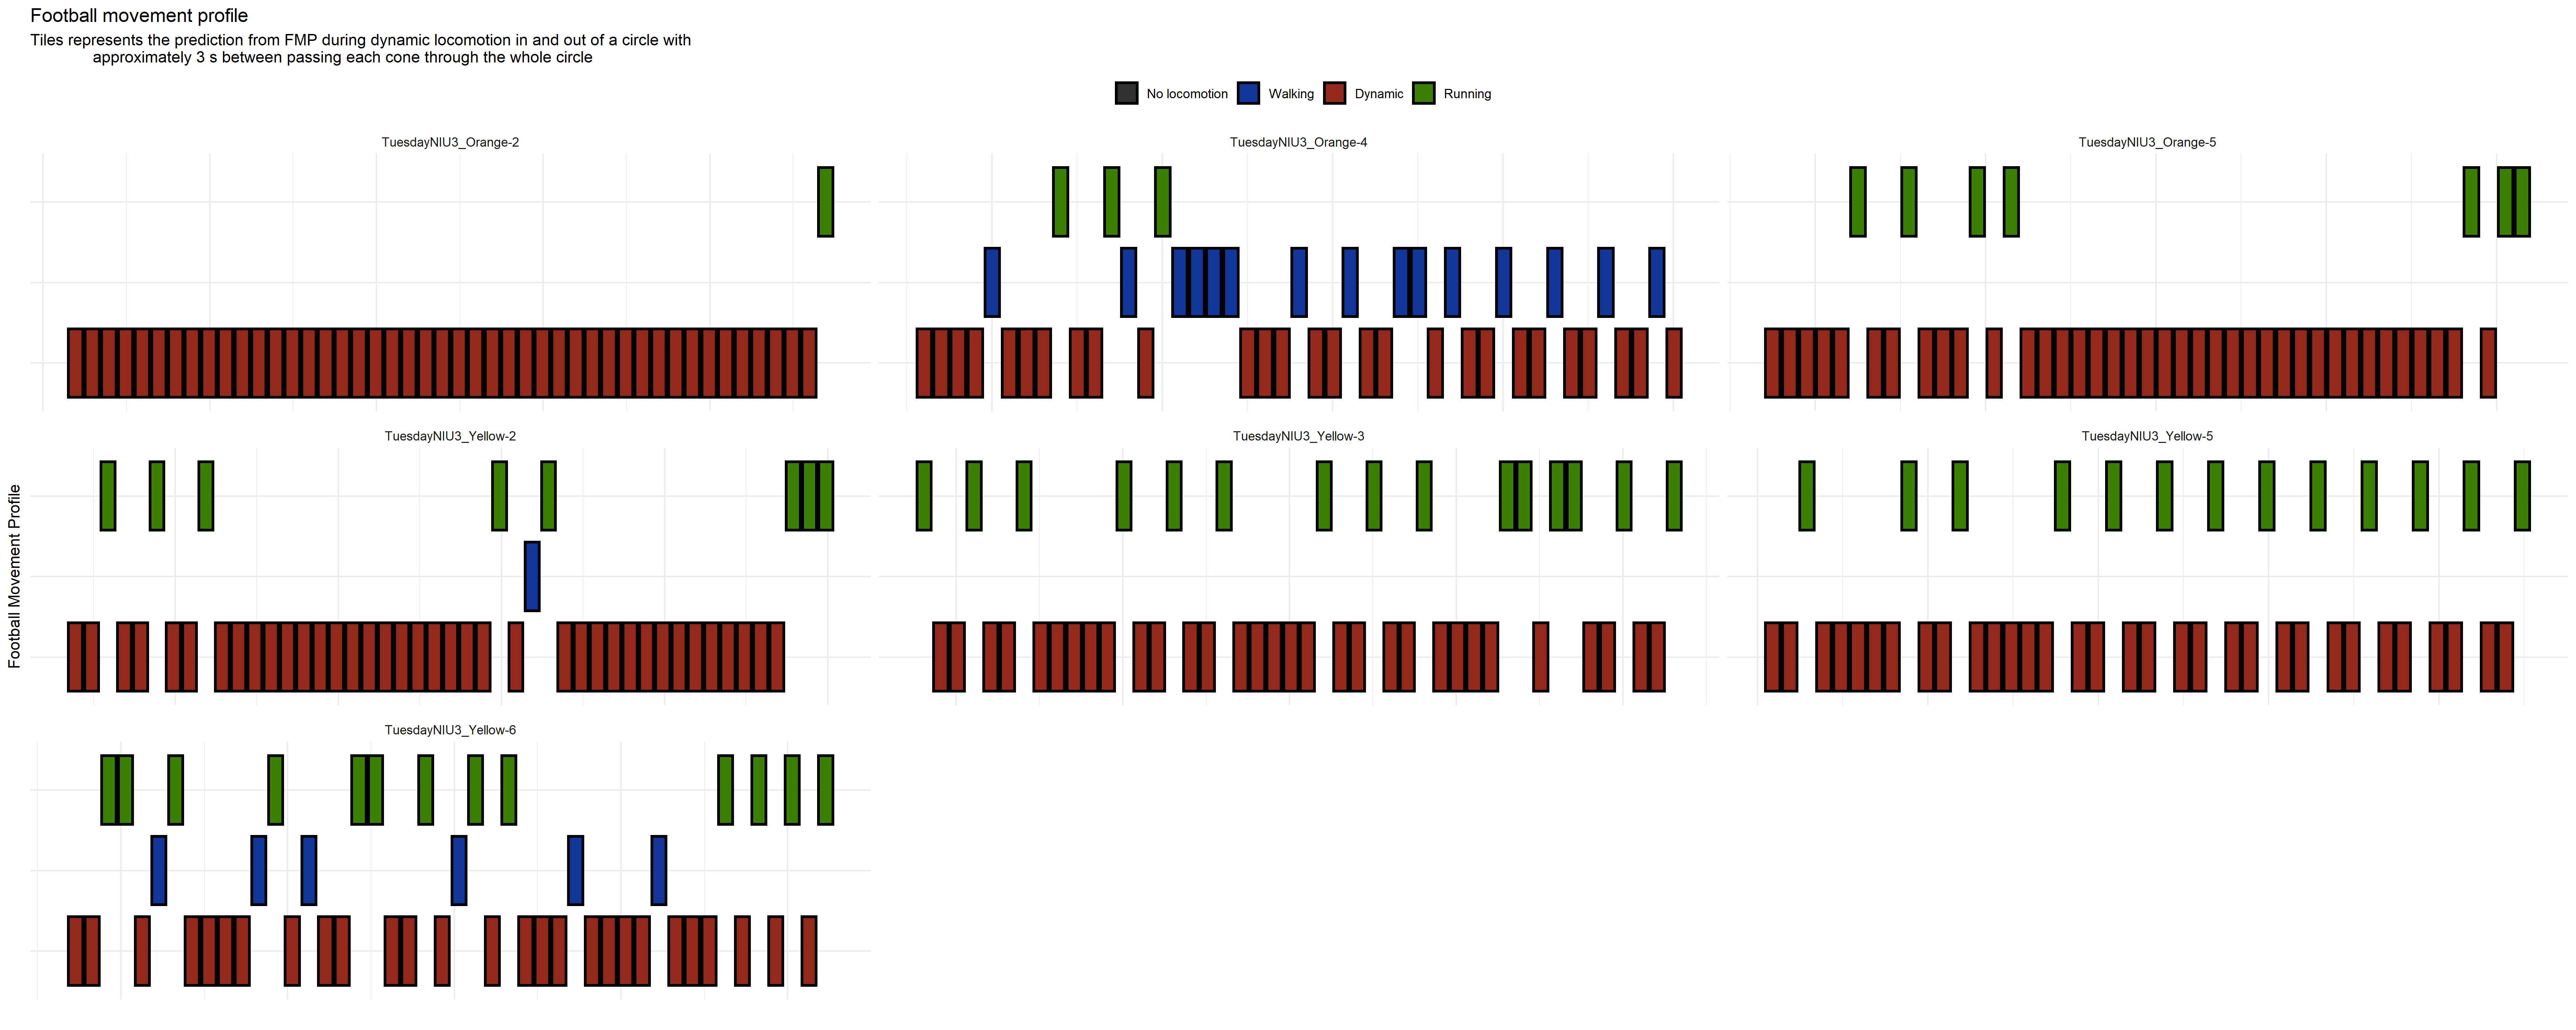 Football movement profile
Tiles represents the prediction from FMP during dynamic locomotion in and out of a circle with
approximately 3 s between passing each cone through the whole circle
No locomotion Walking Dynamic Running
TuesdayNIU3_Orange-2 TuesdayNIU3_Orange-4 TuesdayNIU3_Orange-5
TuesdayNIU3_Yellow-2 TuesdayNIU3_Yellow-3 TuesdayNIU3_Yellow-5
Football Movement Profile
TuesdayNIU3_Yellow-6